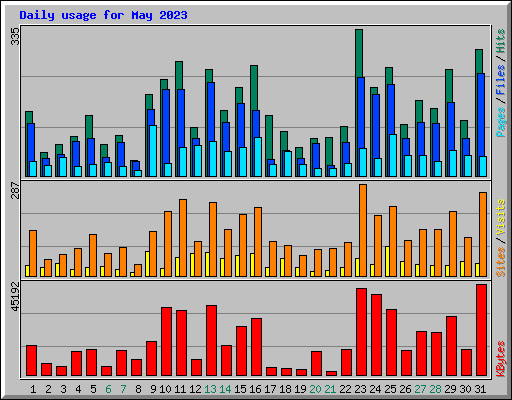 Daily usage for May 2023
335
Pages / Files / Hits
287
Sites / Visits
45192
KBytes
1 2 3 4 5 6 7 8 9 10 11 12 13 14 15 16 17 18 19 20 21 22 23 24 25 26 27 28 29 30 31